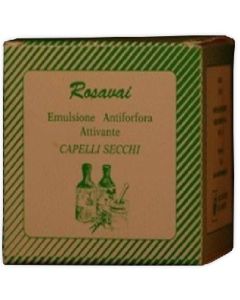 Rosavai
Emulsione Antiforfora
Attivante
CAPELLI SECCHI